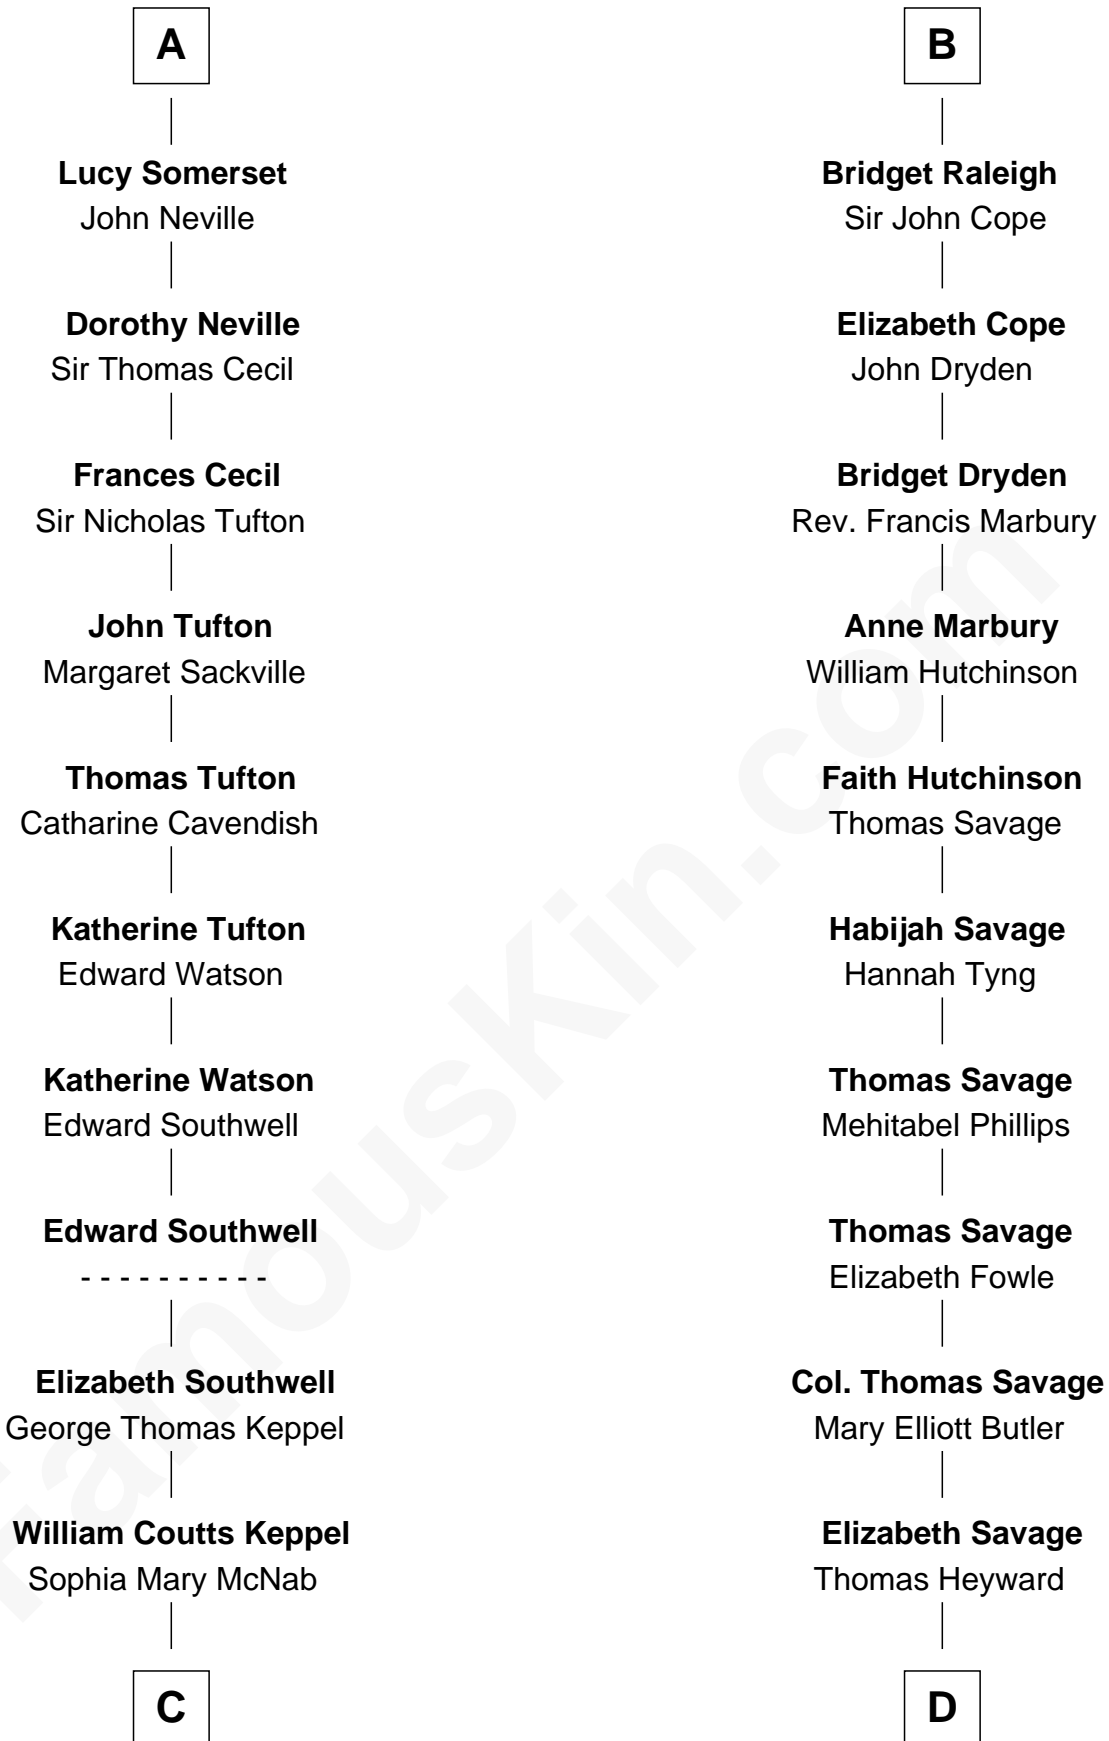 A
Lucy Somerset
John Neville
Dorothy Neville
Sir Thomas Cecil
Frances Cecil
Sir Nicholas Tufton
John Tufton
Margaret Sackville
Thomas Tufton
Catharine Cavendish
Katherine Tufton
Edward Watson
Katherine Watson
Edward Southwell
Edward Southwell
- - - - - - - - - -
Elizabeth Southwell
George Thomas Keppel
William Coutts Keppel
Sophia Mary McNab
C
B
Bridget Raleigh
Sir John Cope
Elizabeth Cope
John Dryden
Bridget Dryden
Rev. Francis Marbury
Anne Marbury
William Hutchinson
Faith Hutchinson
Thomas Savage
Habijah Savage
Hannah Tyng
Thomas Savage
Mehitabel Phillips
Thomas Savage
Elizabeth Fowle
Col. Thomas Savage
Mary Elliott Butler
Elizabeth Savage
Thomas Heyward
D
FamousKin.com